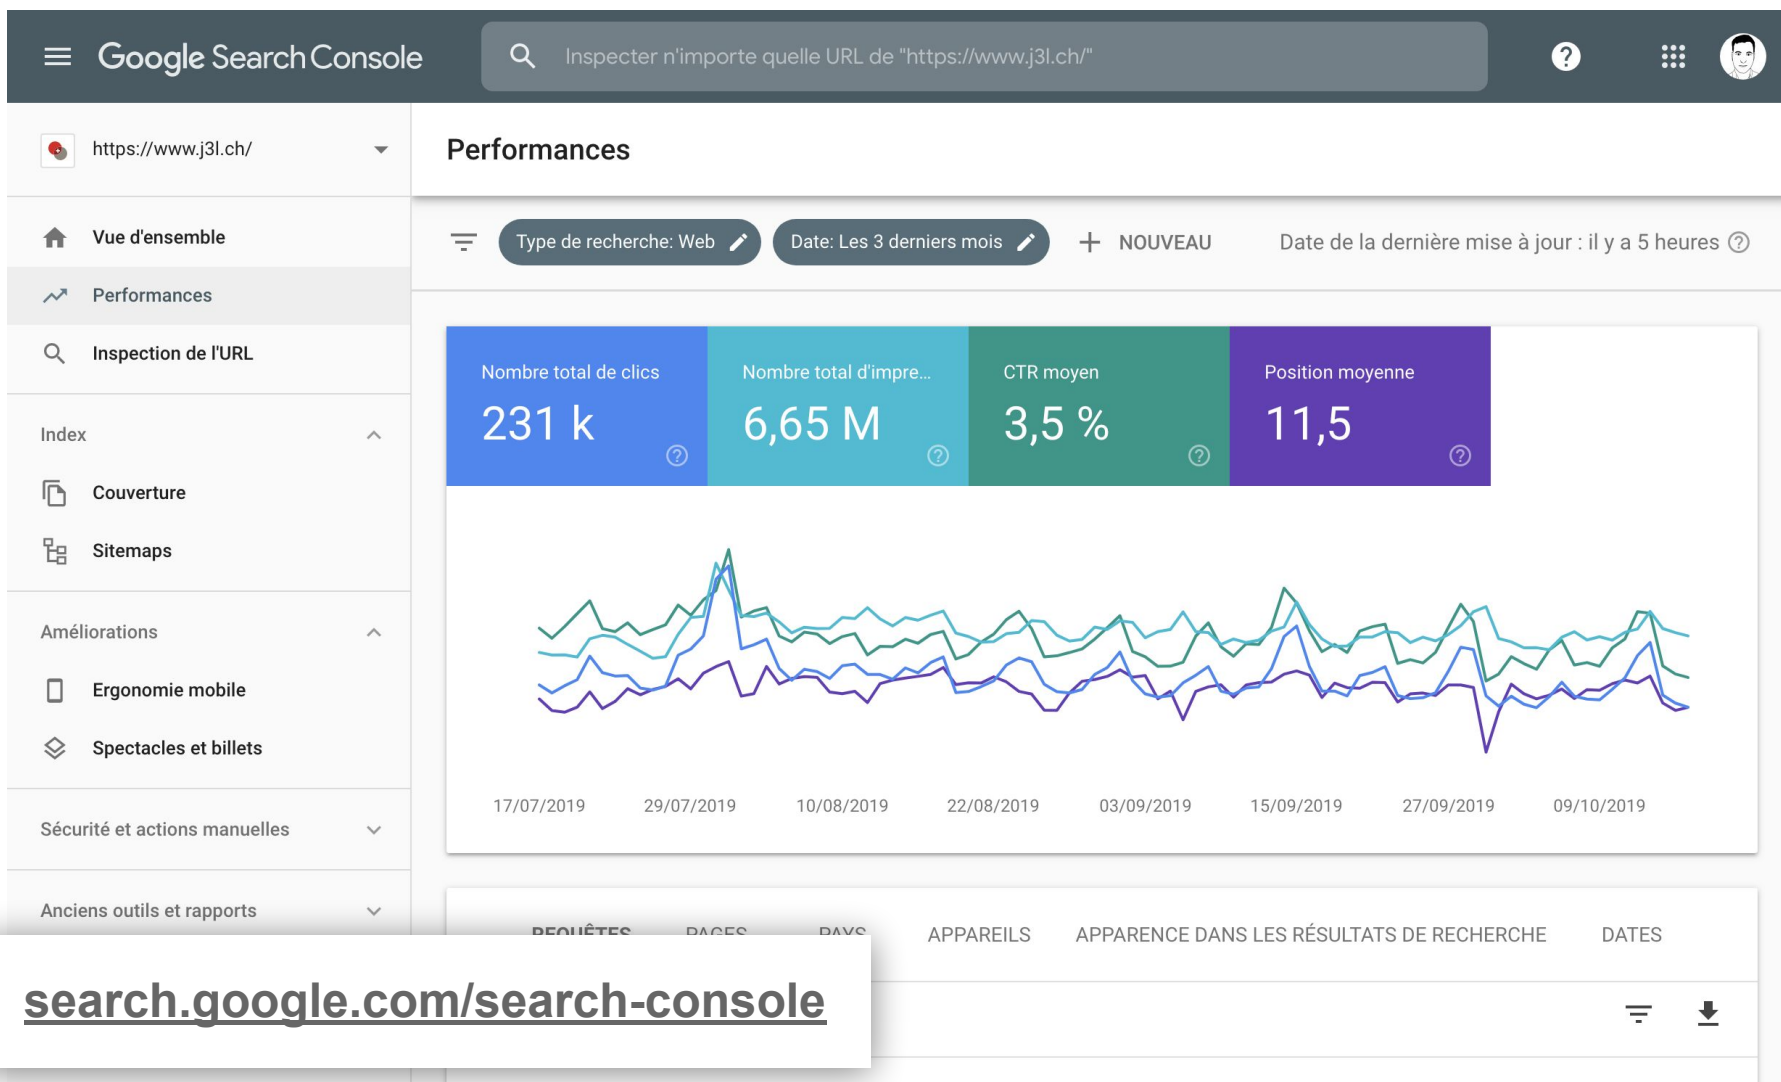 Google Search Console
Inspecter n'importe quelle URL de "https://www.j3l.ch/"
https://www.j3l.ch/
Performances
Vue d'ensemble
Performances
Inspection de l'URL
Index
Couverture
Sitemaps
Améliorations
Ergonomie mobile
Spectacles et billets
Sécurité et actions manuelles
Anciens outils et rapports
Type de recherche: Web
Date: Les 3 derniers mois
NOUVEAU
Date de la dernière mise à jour : il y a 5 heures
Nombre total de clics
231 k
Nombre total d'impre...
6,65 M
CTR moyen
3,5 %
Position moyenne
11,5
17/07/2019 29/07/2019 10/08/2019 22/08/2019 03/09/2019 15/09/2019 27/09/2019 09/10/2019
REQUÊTES PAGES PAYS APPAREILS APPARENCE DANS LES RÉSULTATS DE RECHERCHE DATES
search.google.com/search-console